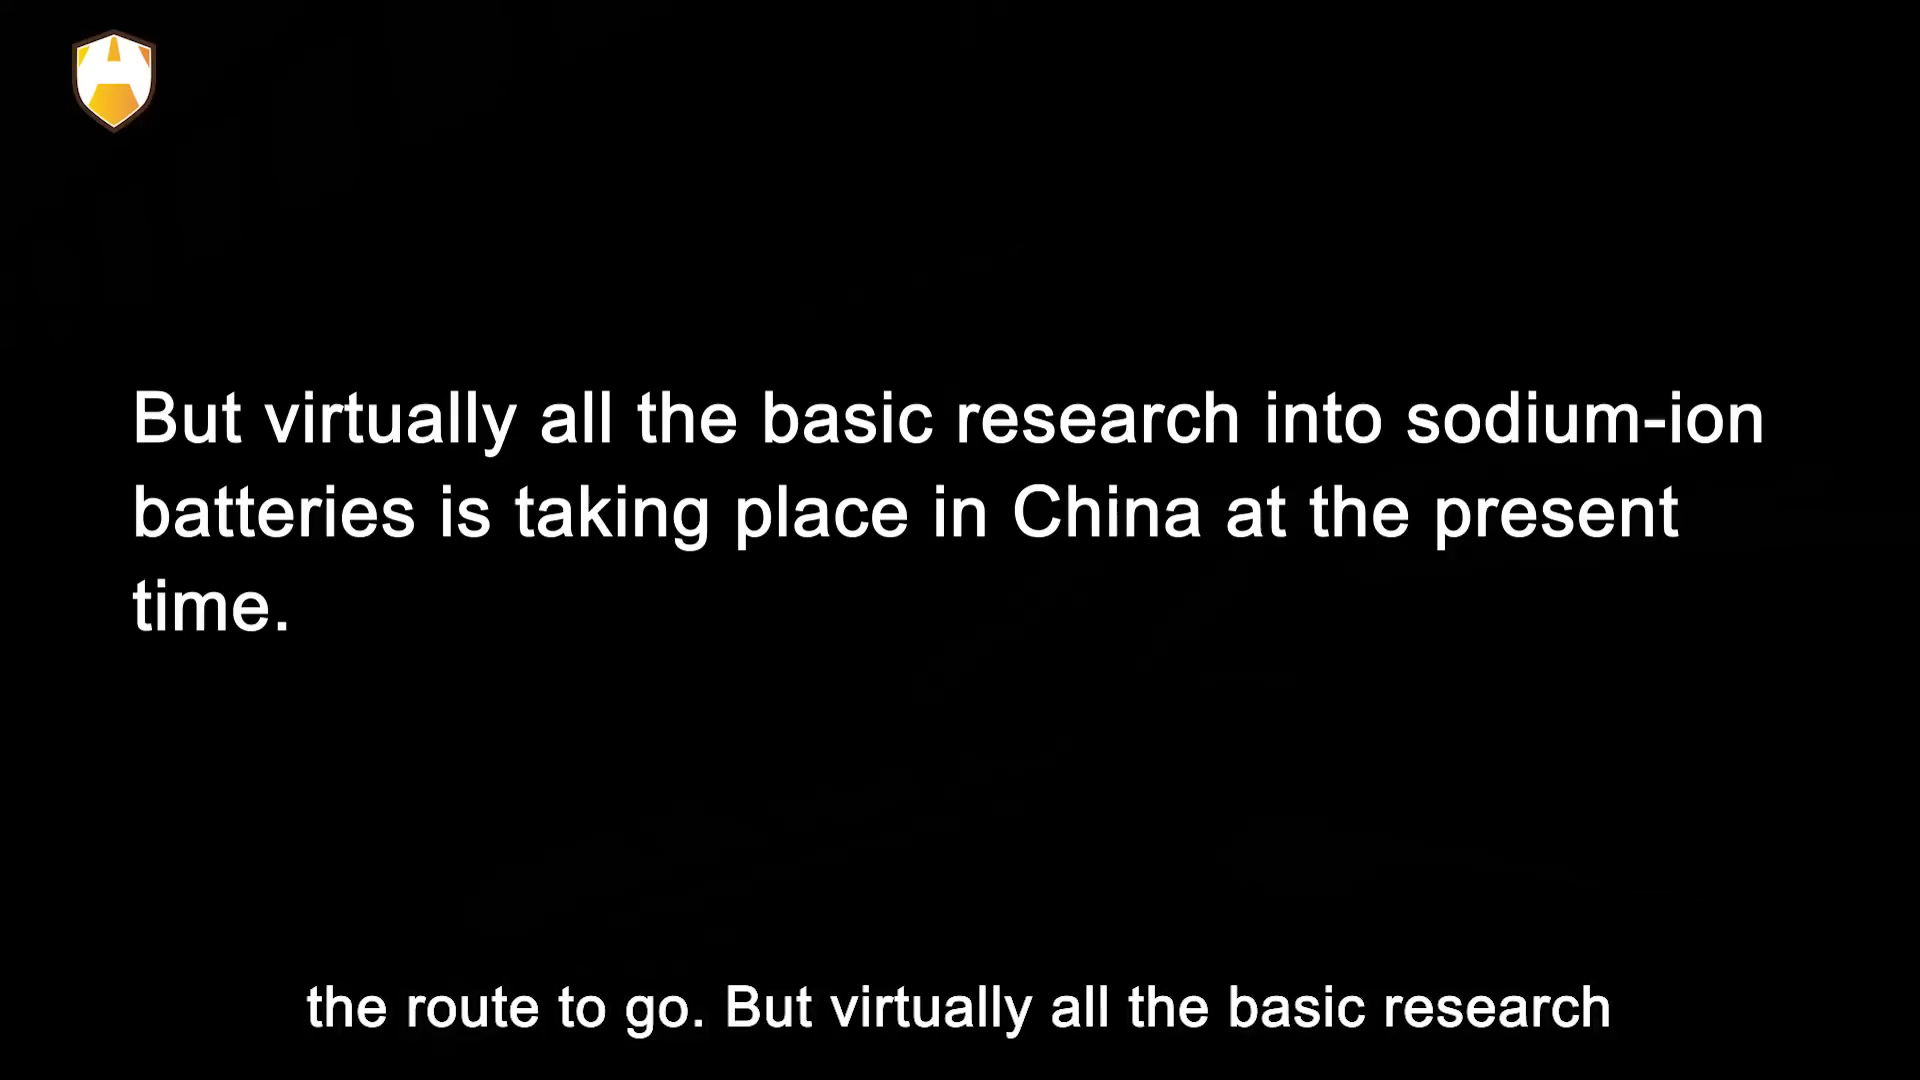 But virtually all the basic research into sodium-ion
batteries is taking place in China at the present
time.
the route to go. But virtually all the basic research